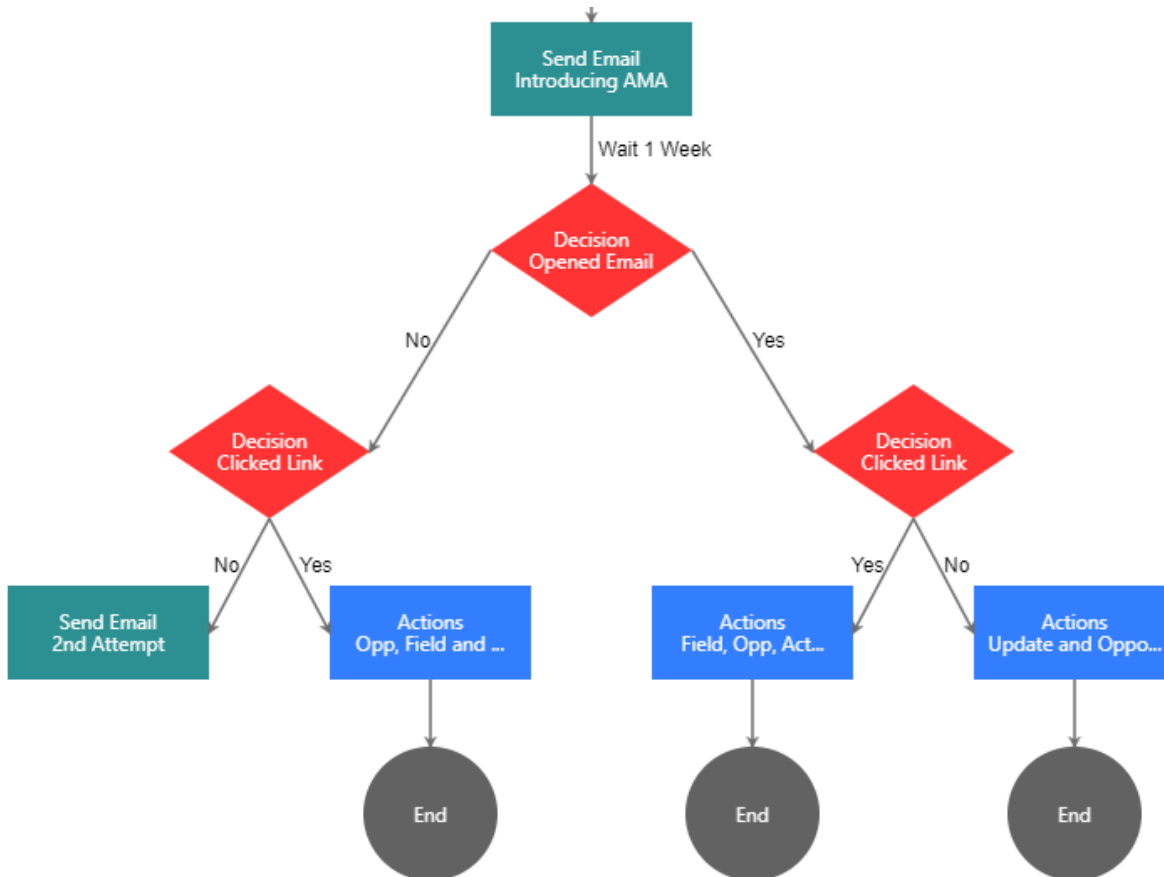 Send Email
Introducing AMA
Wait 1 Week
Decision
Opened Email
No
Yes
Decision
Clicked Link
Decision
Clicked Link
No
Yes
Yes
No
Send Email
2nd Attempt
Actions
Opp, Field and ...
Actions
Field, Opp, Act...
Actions
Update and Oppo...
End
End
End